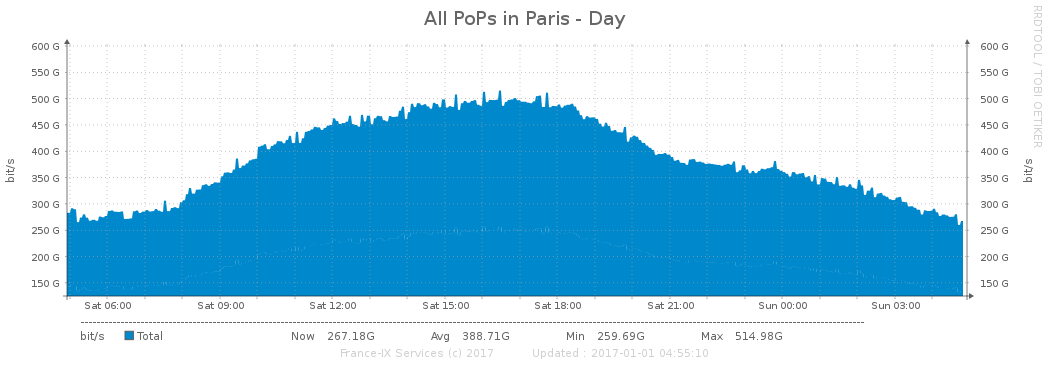 All PoPs in Paris - Day
RRDTOOL / TOBI OETIKER
bit/s
600 G
550 G
500 G
450 G
400 G
350 G
300 G
250 G
200 G
150 G
600 G
550 G
500 G
450 G
400 G
350 G
300 G
250 G
200 G
150 G
bit/s
Sat 06:00 Sat 09:00 Sat 12:00 Sat 15:00 Sat 18:00 Sat 21:00 Sun 00:00 Sun 03:00
bit/s Total Now 267.18G Avg 388.71G Min 259.69G Max 514.98G
France-IX Services (c) 2017 Updated : 2017-01-01 04:55:10